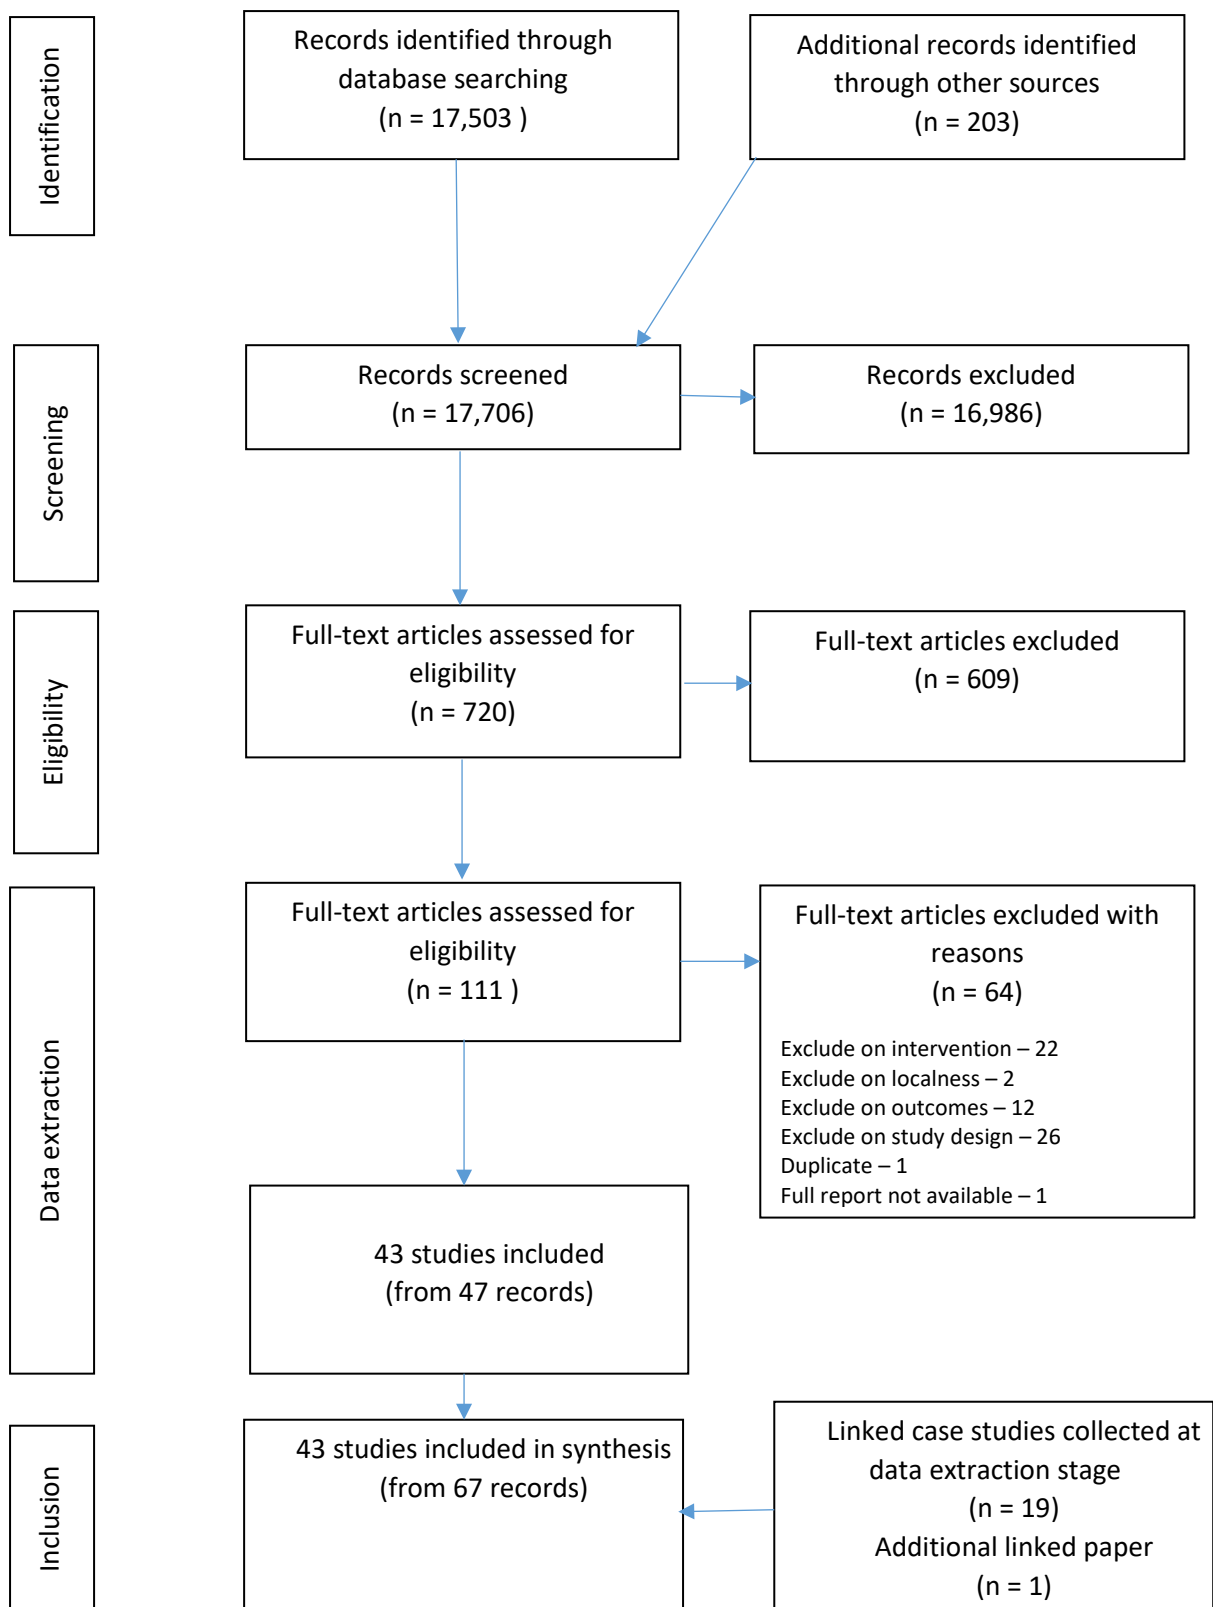 Identification
Records identified through
database searching
(n = 17,503 )
Additional records identified
through other sources
(n = 203)
Screening
Records screened
(n = 17,706)
Records excluded
(n = 16,986)
Eligibility
Full-text articles assessed for
eligibility
(n = 720)
Full-text articles excluded
(n = 609)
Data extraction
Full-text articles assessed for
eligibility
(n = 111 )
Full-text articles excluded with
reasons
(n = 64)
Exclude on intervention – 22
Exclude on localness – 2
Exclude on outcomes – 12
Exclude on study design – 26
Duplicate – 1
Full report not available – 1
43 studies included
(from 47 records)
Inclusion
43 studies included in synthesis
(from 67 records)
Linked case studies collected at
data extraction stage
(n = 19)
Additional linked paper
(n = 1)